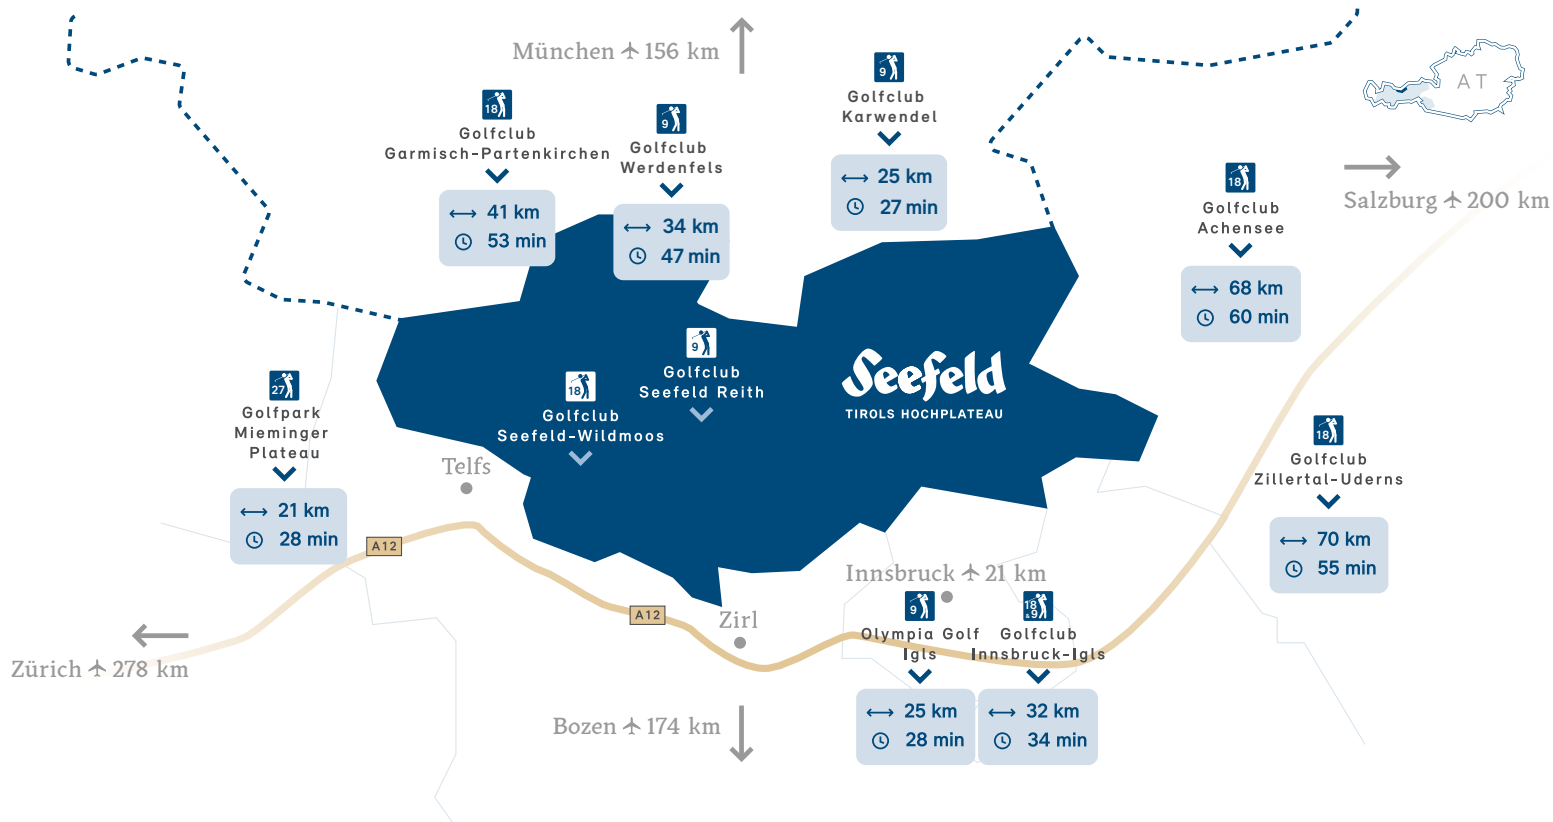 München 156 km
9
Golfclub
Karwendel
25 km
27 min
AT
18
Golfclub
Garmisch-Partenkirchen
41 km
53 min
9
Golfclub
Werdenfels
34 km
47 min
18
Golfclub
Achensee
68 km
60 min
Salzburg 200 km
9
Golfclub
Seefeld Reith
18
Golfclub
Seefeld-Wildmoos
Seefeld
TIROLS HOCHPLATEAU
27
Golfpark
Mieminger
Plateau
21 km
28 min
Telfs
A12
18
Golfclub
Zillertal-Uderns
70 km
55 min
Innsbruck 21 km
A12
Zirl
9
Olympia Golf
Igls
25 km
28 min
18
&9
Golfclub
Innsbruck-Igls
32 km
34 min
Zürich 278 km
Bozen 174 km